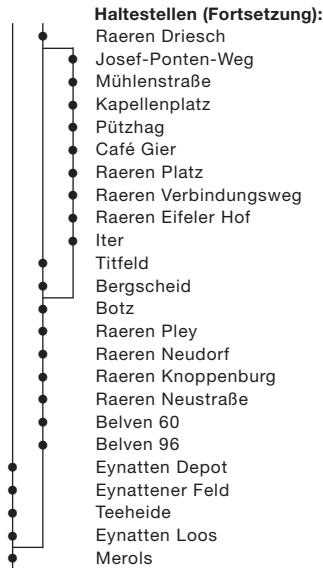 Haltestellen (Fortsetzung):
Raeren Driesch
Josef-Ponten-Weg
Mühlenstraße
Kapellenplatz
Pützhag
Café Gier
Raeren Platz
Raeren Verbindungsweg
Raeren Eifeler Hof
Iter
Titfeld
Bergscheid
Botz
Raeren Pley
Raeren Neudorf
Raeren Knoppenburg
Raeren Neustraße
Belven 60
Belven 96
Eynatten Depot
Eynattener Feld
Teeheide
Eynatten Loos
Merols